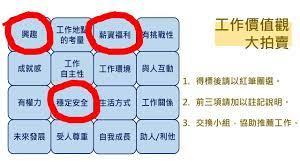 工作價值觀
大拍賣
興趣
工作地點
的考量
薪資福利
有挑戰性
成就感
工作
自主性
工作環境
與人互動
有權力
穩定安全
生活方式
工作關係
未來發展
受人尊重
自我成長
助人/利他
1. 得標後請以紅筆圈選。
2. 前三項請加以註記說明。
3. 交換小組，協助推薦工作。